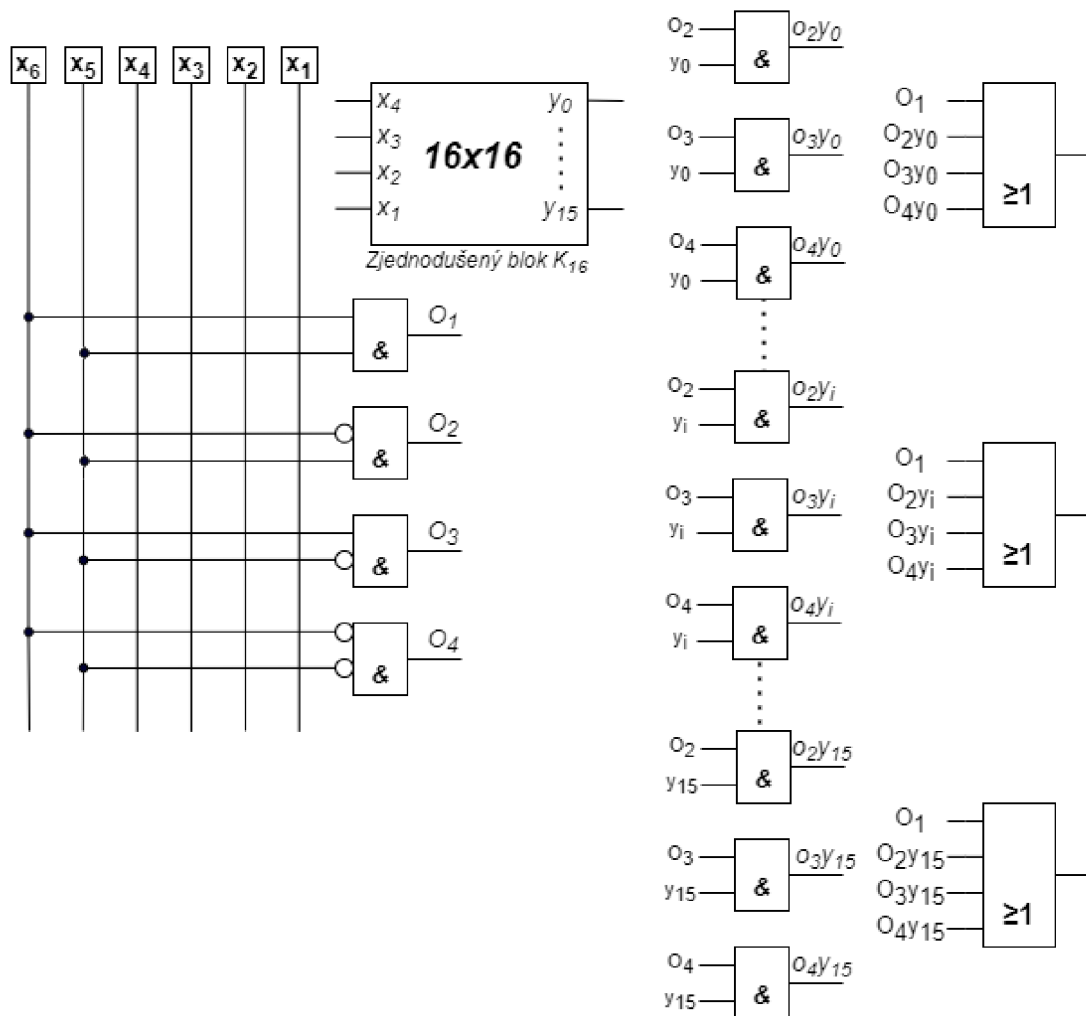 x6 x5 x4 x3 x2 x1
x4 y0
x3
16x16
x2
x1 y15
Zjednodušený blok K16
O1
&
O2
&
O3
&
O4
&
O2 o2y0
y0 &
O3 o3y0
y0 &
O4 o4y0
y0 &
O2 o2yi
yi &
O3 o3yi
yi &
O4 o4yi
yi &
O2 o2y15
y15 &
O3 o3y15
y15 &
O4 o4y15
y15 &
O1
O2y0
O3y0
O4y0
≥1
O1
O2yi
O3yi
O4yi
≥1
O1
O2y15
O3y15
O4y15
≥1